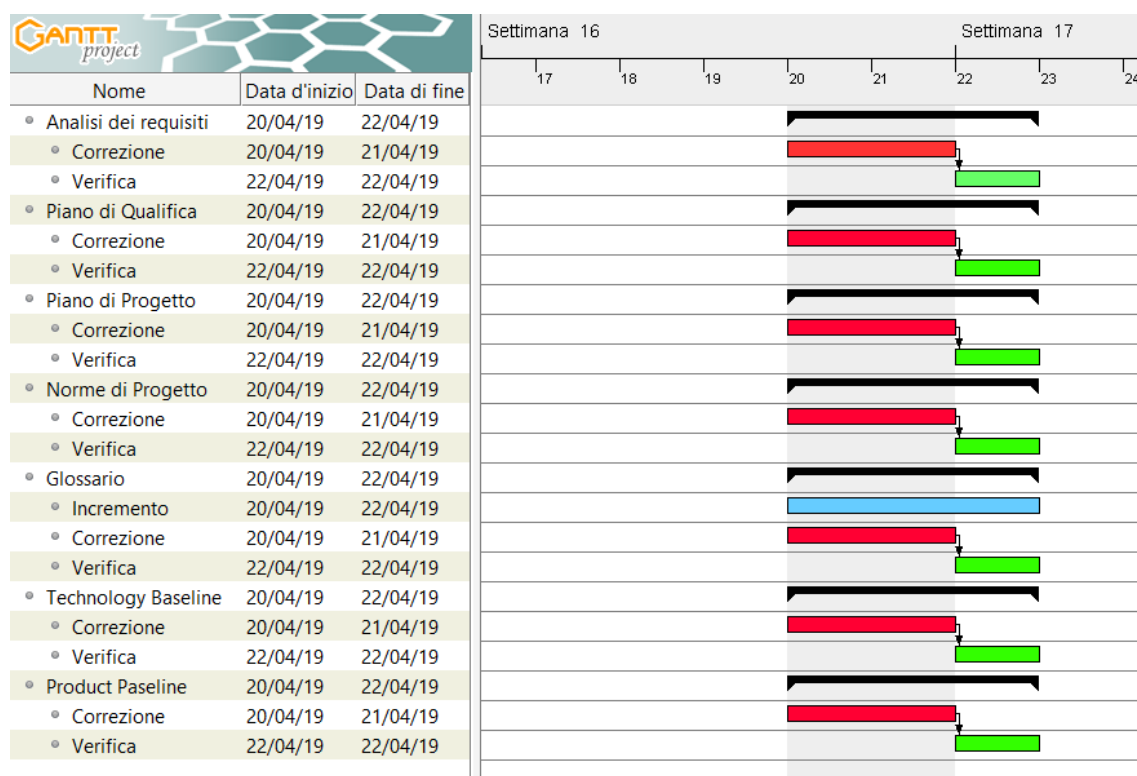 GANTT project
Settimana 16 Settimana 17
17 18 19 20 21 22 23 24
Nome Data d'inizio Data di fine
Analisi dei requisiti 20/04/19 22/04/19
Correzione 20/04/19 21/04/19
Verifica 22/04/19 22/04/19
Piano di Qualifica 20/04/19 22/04/19
Correzione 20/04/19 21/04/19
Verifica 22/04/19 22/04/19
Piano di Progetto 20/04/19 22/04/19
Correzione 20/04/19 21/04/19
Verifica 22/04/19 22/04/19
Norme di Progetto 20/04/19 22/04/19
Correzione 20/04/19 21/04/19
Verifica 22/04/19 22/04/19
Glossario 20/04/19 22/04/19
Incremento 20/04/19 22/04/19
Correzione 20/04/19 21/04/19
Verifica 22/04/19 22/04/19
Technology Baseline 20/04/19 22/04/19
Correzione 20/04/19 21/04/19
Verifica 22/04/19 22/04/19
Product Paseline 20/04/19 22/04/19
Correzione 20/04/19 21/04/19
Verifica 22/04/19 22/04/19